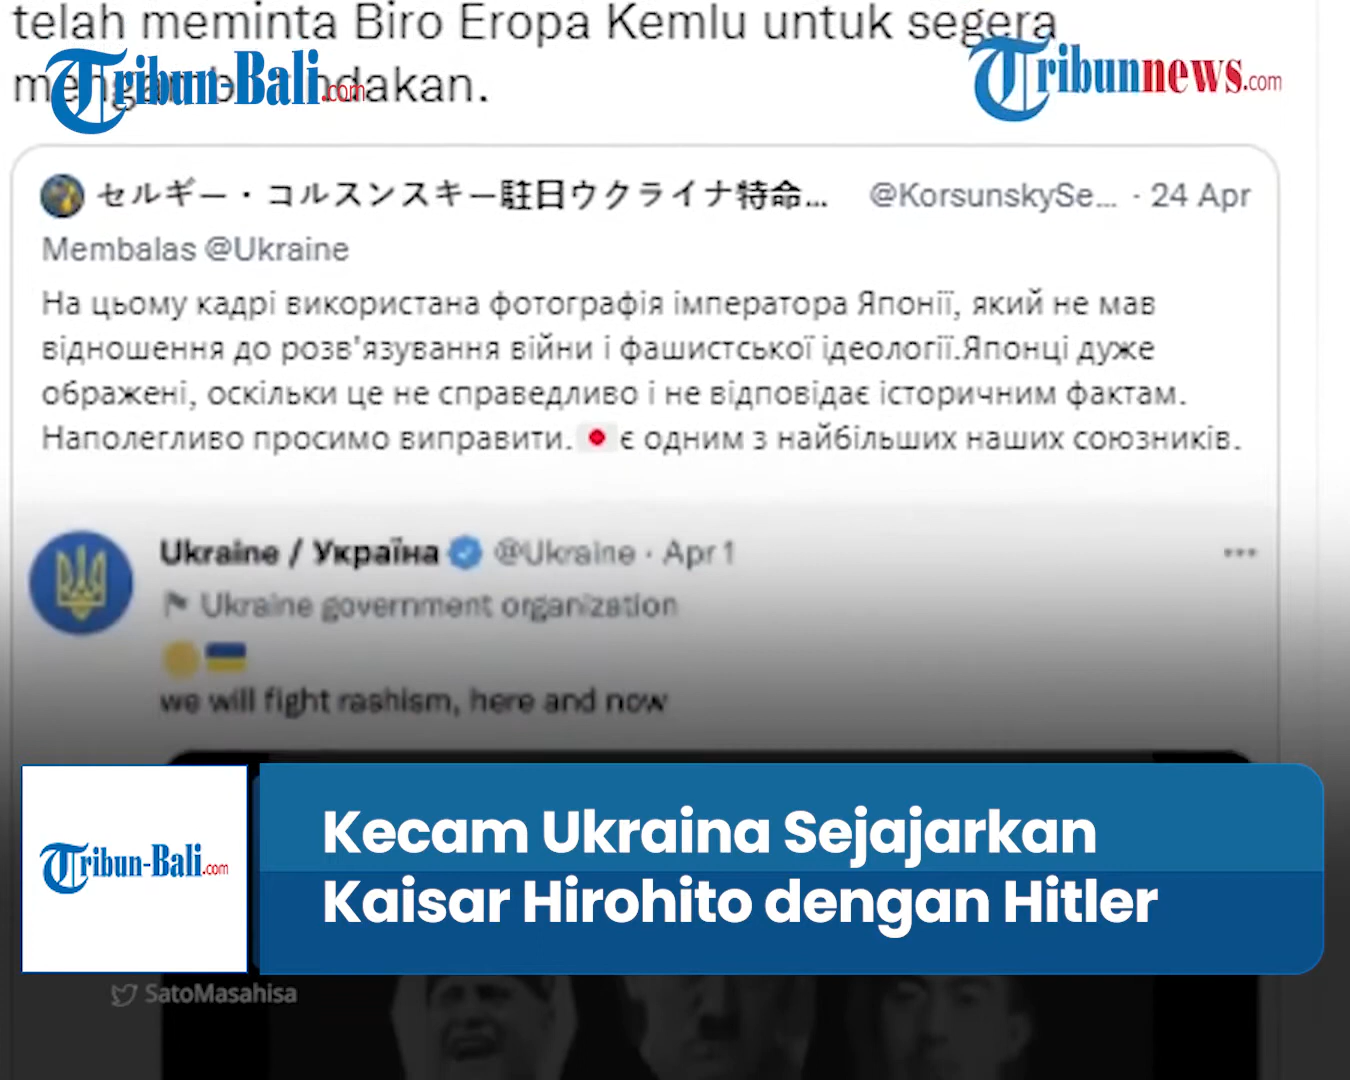 telah meminta Biro Eropa Kemlu untuk segera
Tribun-Bali.com
Tribunnews.com
セルギー・コルスンスキー駐日ウクライナ特命... @KorsunskySe... · 24 Apr
Membalas @Ukraine
На цьому кадрі використана фотографія імператора Японії, який не мав
відношення до розв'язування війни і фашистської ідеології.Японці дуже
ображені, оскільки це не справедливо і не відповідає історичним фактам.
Наполегливо просимо виправити. 🇯🇵 є одним з найбільших наших союзників.
Ukraine / Україна @Ukraine · Apr 1
Ukraine government organization
we will fight rashism, here and now
Tribun-Bali.com
Kecam Ukraina Sejajarkan
Kaisar Hirohito dengan Hitler
SatoMasahisa